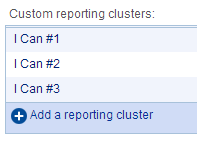 Custom reporting clusters:
I Can #1
I Can #2
I Can #3
Add a reporting cluster